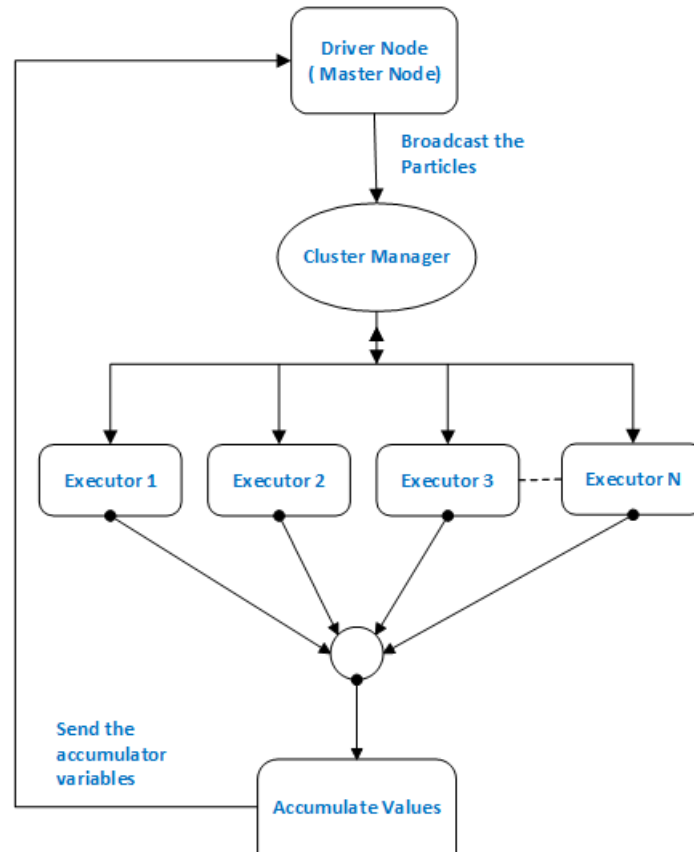 Driver Node
( Master Node)
Broadcast the
Particles
Cluster Manager
Executor 1
Executor 2
Executor 3
Executor N
Send the
accumulator
variables
Accumulate Values